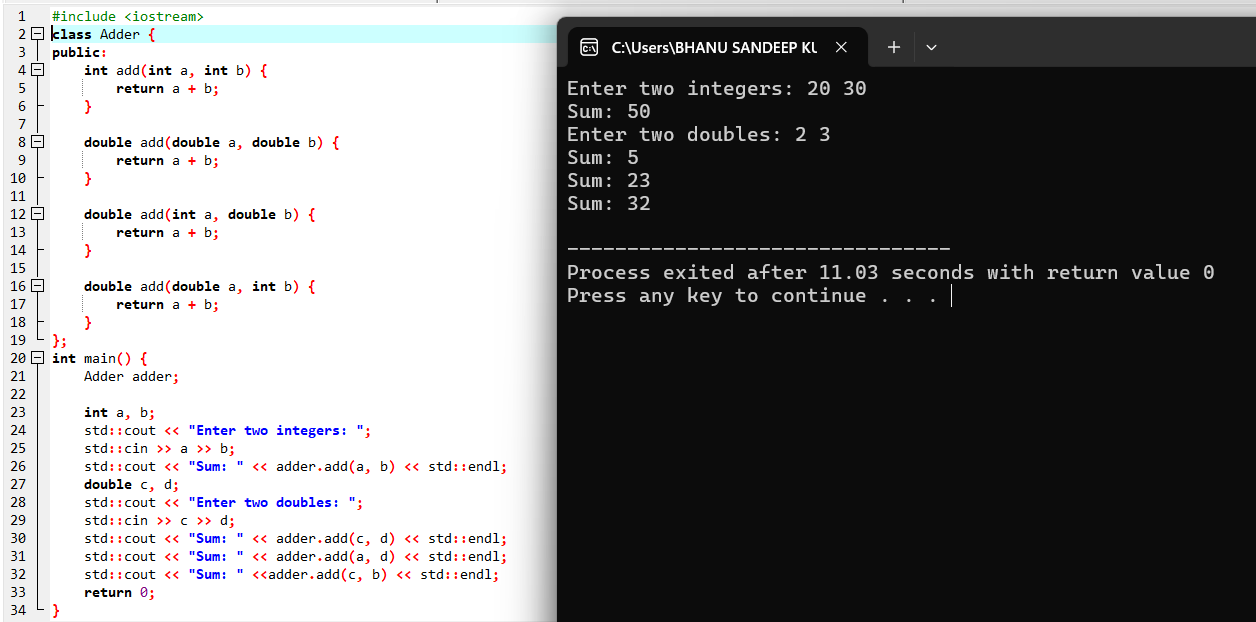 1 #include <iostream>
2 class Adder {
3 public:
4     int add(int a, int b) {
5         return a + b;
6     }
7
8     double add(double a, double b) {
9         return a + b;
10     }
11
12     double add(int a, double b) {
13         return a + b;
14     }
15
16     double add(double a, int b) {
17         return a + b;
18     }
19 };
20 int main() {
21     Adder adder;
22
23     int a, b;
24     std::cout << "Enter two integers: ";
25     std::cin >> a >> b;
26     std::cout << "Sum: " << adder.add(a, b) << std::endl;
27     double c, d;
28     std::cout << "Enter two doubles: ";
29     std::cin >> c >> d;
30     std::cout << "Sum: " << adder.add(c, d) << std::endl;
31     std::cout << "Sum: " << adder.add(a, d) << std::endl;
32     std::cout << "Sum: " <<adder.add(c, b) << std::endl;
33     return 0;
34 }
C:\Users\BHANU SANDEEP KU
Enter two integers: 20 30
Sum: 50
Enter two doubles: 2 3
Sum: 5
Sum: 23
Sum: 32
--------------------------------
Process exited after 11.03 seconds with return value 0
Press any key to continue . . .